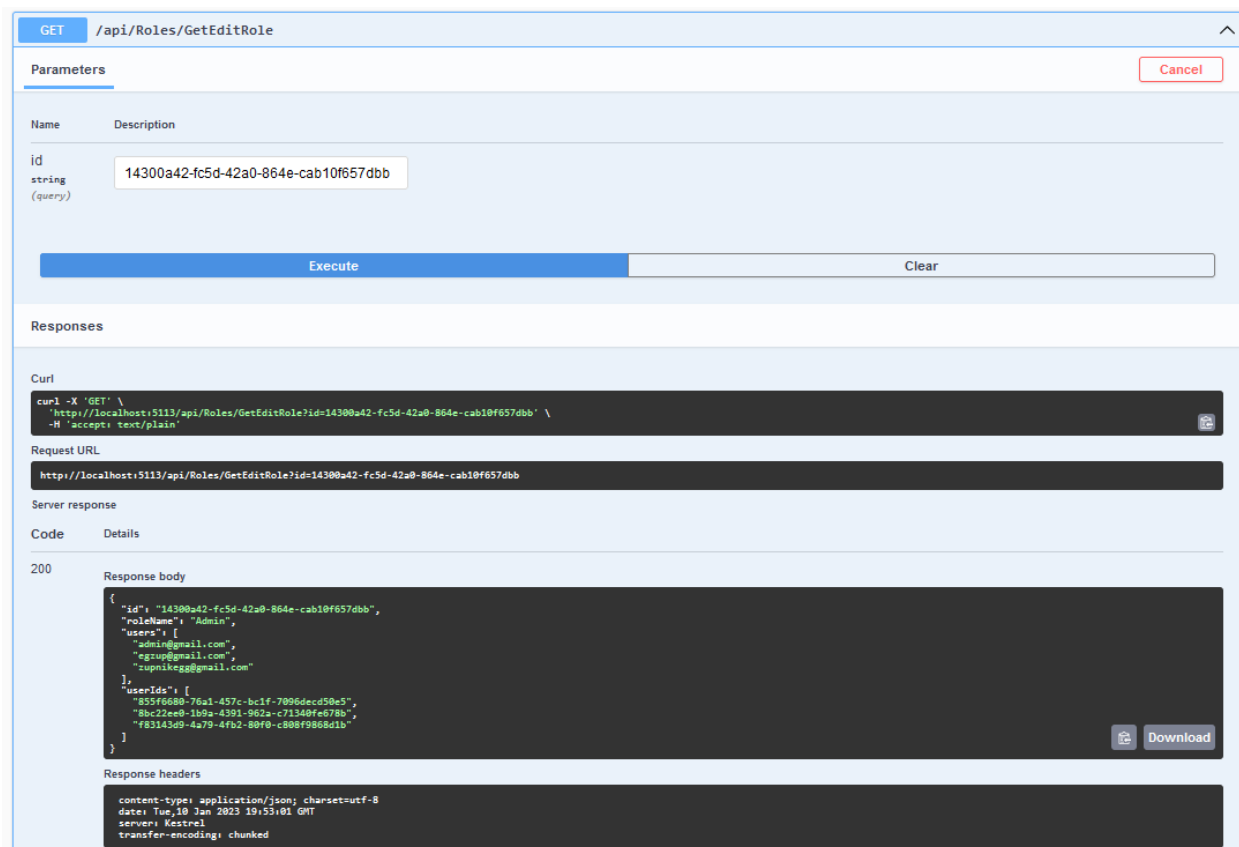 GET /api/Roles/GetEditRole
Parameters
Cancel
Name Description
id
string
(query)
14300a42-fc5d-42a0-864e-cab10f657dbb
Execute Clear
Responses
Curl
curl -X 'GET' \
'http://localhost:5113/api/Roles/GetEditRole?id=14300a42-fc5d-42a0-864e-cab10f657dbb' \
-H 'accept: text/plain'
Request URL
http://localhost:5113/api/Roles/GetEditRole?id=14300a42-fc5d-42a0-864e-cab10f657dbb
Server response
Code Details
200
Response body
{
"id": "14300a42-fc5d-42a0-864e-cab10f657dbb",
"roleName": "Admin",
"users": [
"admin@gmail.com",
"egzup@gmail.com",
"zupnikegg@gmail.com"
],
"userIds": [
"855f6680-76a1-457c-bc1f-7096decd50e5",
"8bc22ee0-1b9a-4391-962a-c71340fe678b",
"f83143d9-4a79-4fb2-80f0-c808f9868d1b"
]
}
Download
Response headers
content-type: application/json; charset=utf-8
date: Tue,10 Jan 2023 19:53:01 GMT
server: Kestrel
transfer-encoding: chunked